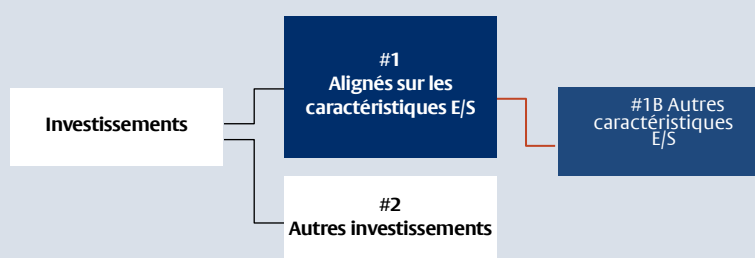 Investissements
#1
Alignés sur les
caractéristiques E/S
#2
Autres investissements
#1B Autres
caractéristiques
E/S